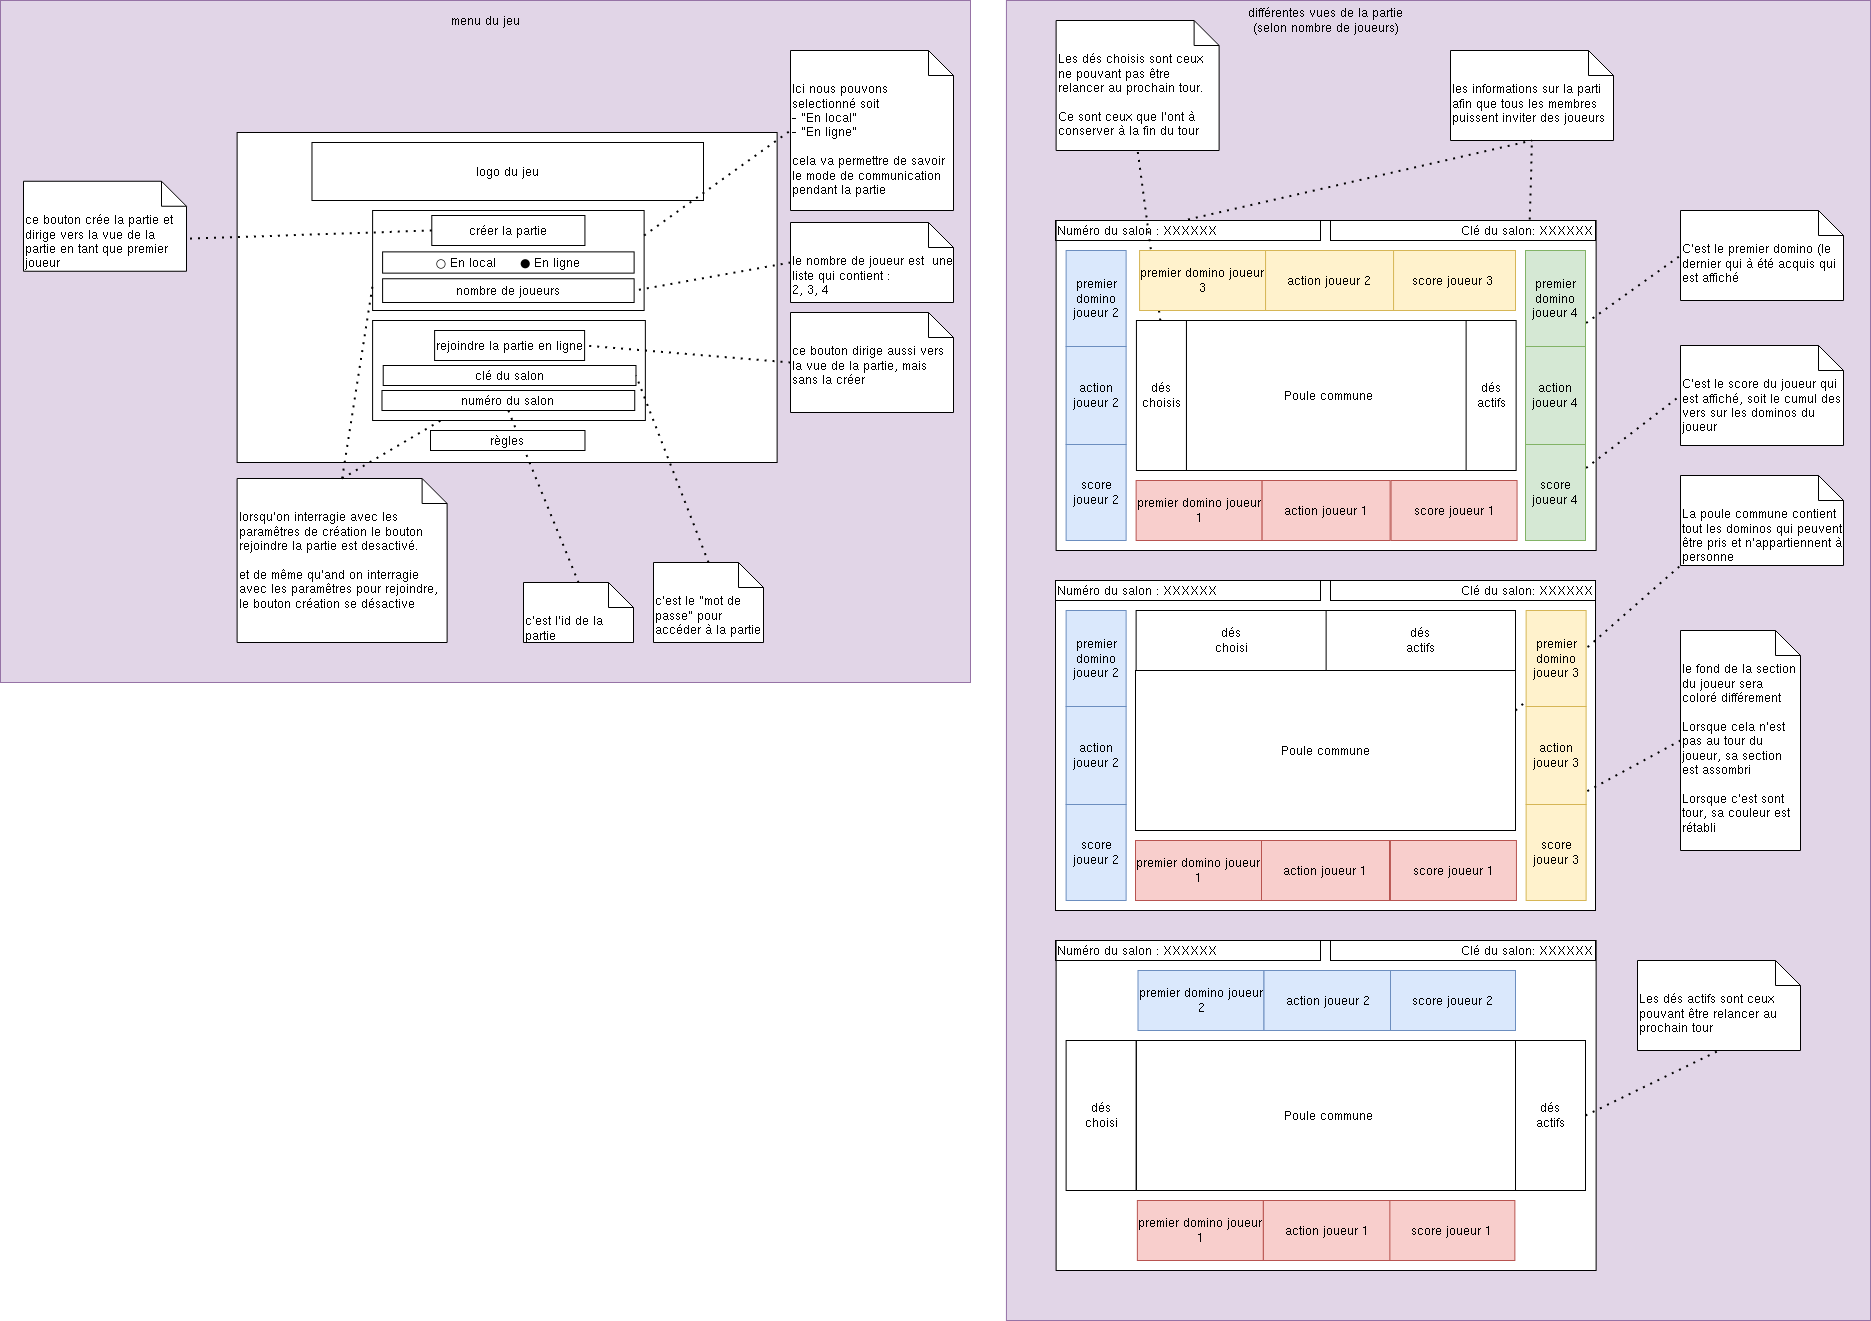 menu du jeu
Ici nous pouvons
selectionné soit
- "En local"
- "En ligne"
cela va permettre de savoir
le mode de communication
pendant la partie
logo du jeu
ce bouton crée la partie et
dirige vers la vue de la
partie en tant que premier
joueur
créer la partie
En local
En ligne
nombre de joueurs
le nombre de joueur est  une
liste qui contient :
2, 3, 4
rejoindre la partie en ligne
clé du salon
numéro du salon
ce bouton dirige aussi vers
la vue de la partie, mais
sans la créer
règles
lorsqu'on interragie avec les
paramêtres de création le bouton
rejoindre la partie est desactivé.
et de même qu'and on interragie
avec les paramêtres pour rejoindre,
le bouton création se désactive
c'est l'id de la
partie
c'est le "mot de
passe" pour
accéder à la partie
différentes vues de la partie
(selon nombre de joueurs)
Les dés choisis sont ceux
ne pouvant pas être
relancer au prochain tour.
Ce sont ceux que l'ont à
conserver à la fin du tour
les informations sur la parti
afin que tous les membres
puissent inviter des joueurs
Numéro du salon : XXXXXX
Clé du salon: XXXXXX
premier
domino
joueur 2
action
joueur 2
score
joueur 2
premier domino joueur
3
action joueur 2
score joueur 3
premier
domino
joueur 4
action
joueur 4
score
joueur 4
dés
choisis
Poule commune
dés
actifs
premier domino joueur
1
action joueur 1
score joueur 1
C'est le premier domino (le
dernier qui à été acquis qui
est affiché
C'est le score du joueur qui
est affiché, soit le cumul des
vers sur les dominos du
joueur
La poule commune contient
tout les dominos qui peuvent
être pris et n'appartiennent à
personne
Numéro du salon : XXXXXX
Clé du salon: XXXXXX
premier
domino
joueur 2
action
joueur 2
score
joueur 2
dés
choisi
dés
actifs
Poule commune
premier
domino
joueur 3
action
joueur 3
score
joueur 3
premier domino joueur
1
action joueur 1
score joueur 1
le fond de la section
du joueur sera
coloré différement
Lorsque cela n'est
pas au tour du
joueur, sa section
est assombri
Lorsque c'est sont
tour, sa couleur est
rétabli
Numéro du salon : XXXXXX
Clé du salon: XXXXXX
premier domino joueur
2
action joueur 2
score joueur 2
dés
choisi
Poule commune
dés
actifs
premier domino joueur
1
action joueur 1
score joueur 1
Les dés actifs sont ceux
pouvant être relancer au
prochain tour